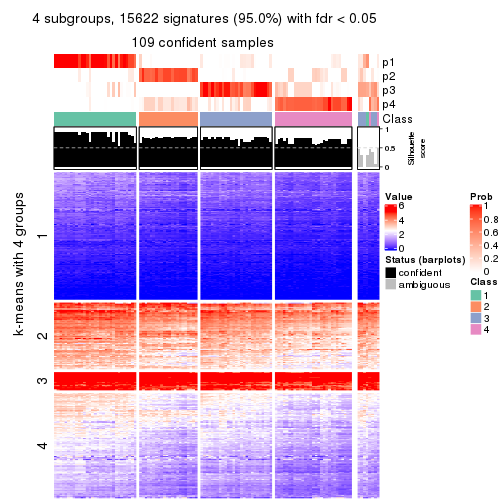 4 subgroups, 15622 signatures (95.0%) with fdr < 0.05
109 confident samples
p1
p2
p3
p4
Class
1
0.5
0
Silhouette
score
k-means with 4 groups
1
2
3
4
Value
6
4
2
0
Status (barplots)
confident
ambiguous
Prob
1
0.8
0.6
0.4
0.2
0
Class
1
2
3
4